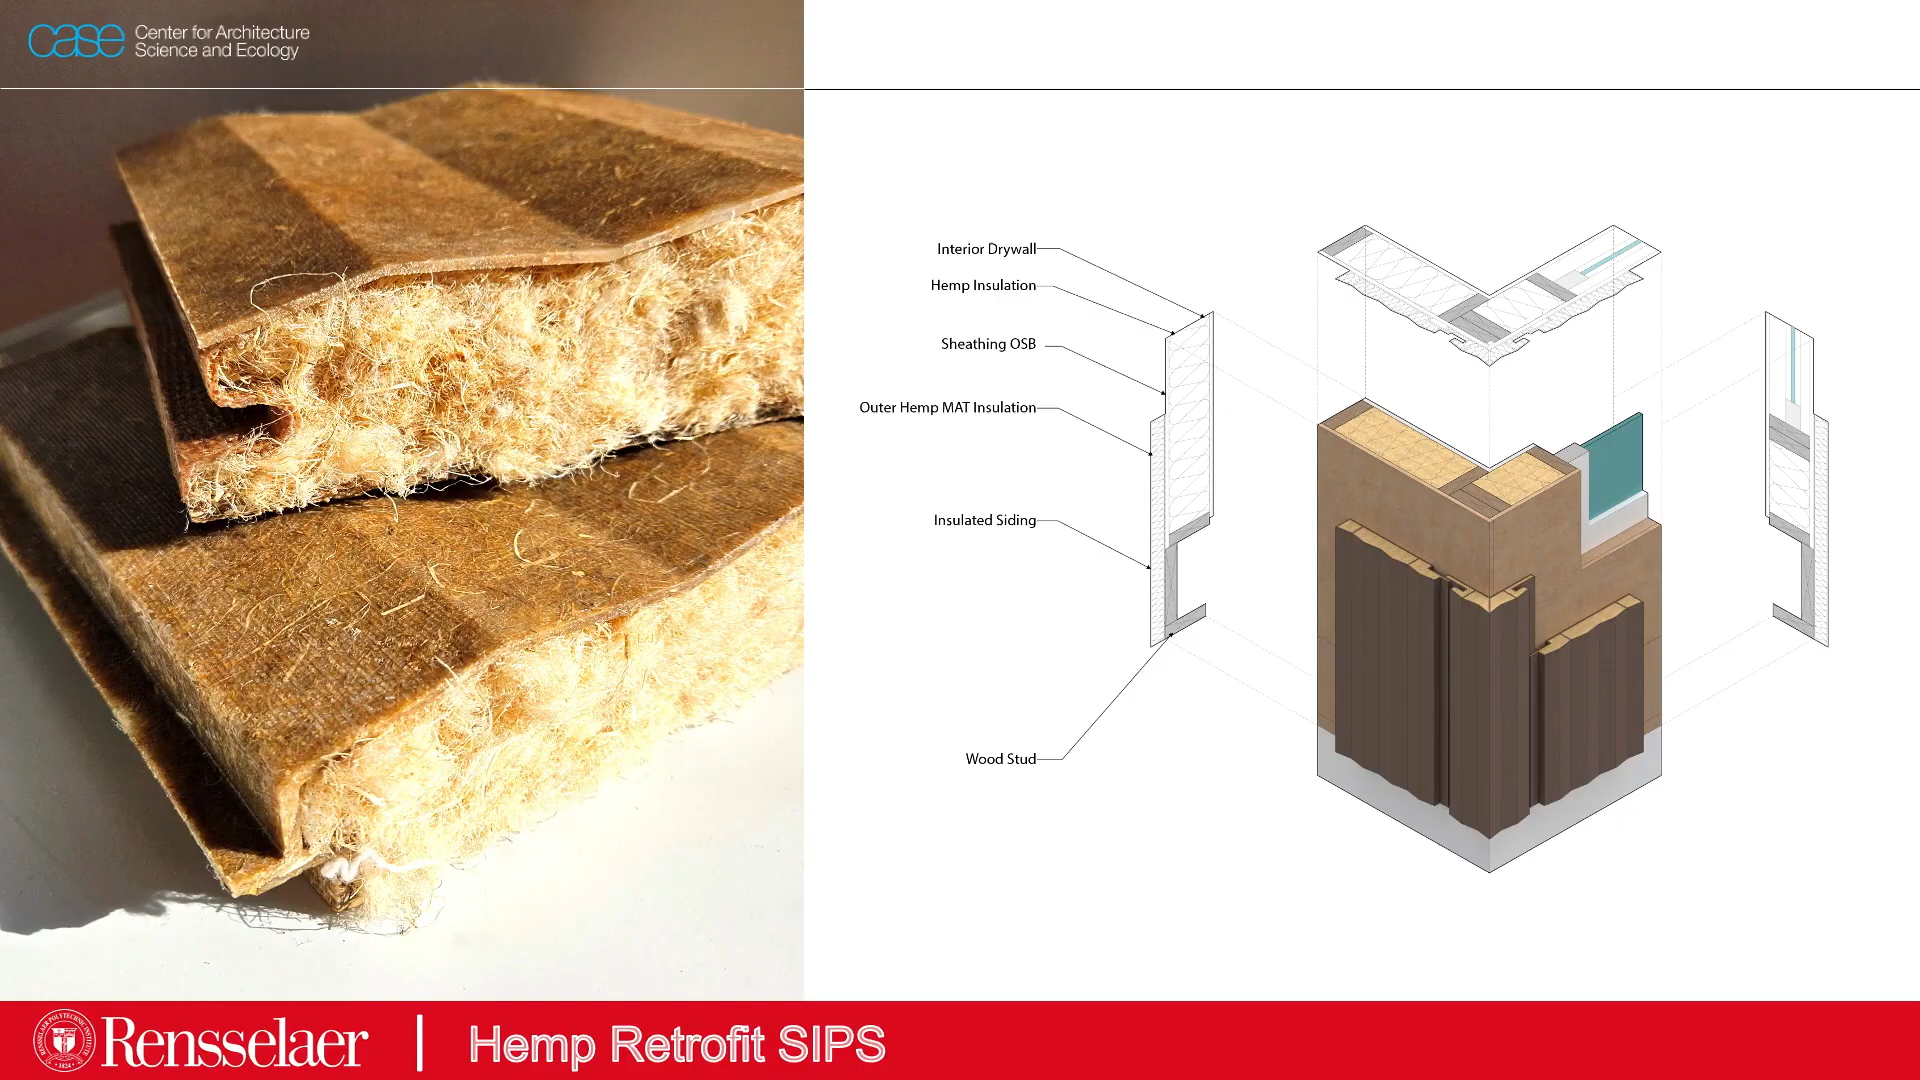 case
Center for Architecture
Science and Ecology
Interior Drywall
Hemp Insulation
Sheathing OSB
Outer Hemp MAT Insulation
Insulated Siding
Wood Stud
Rensselaer
Hemp Retrofit SIPS